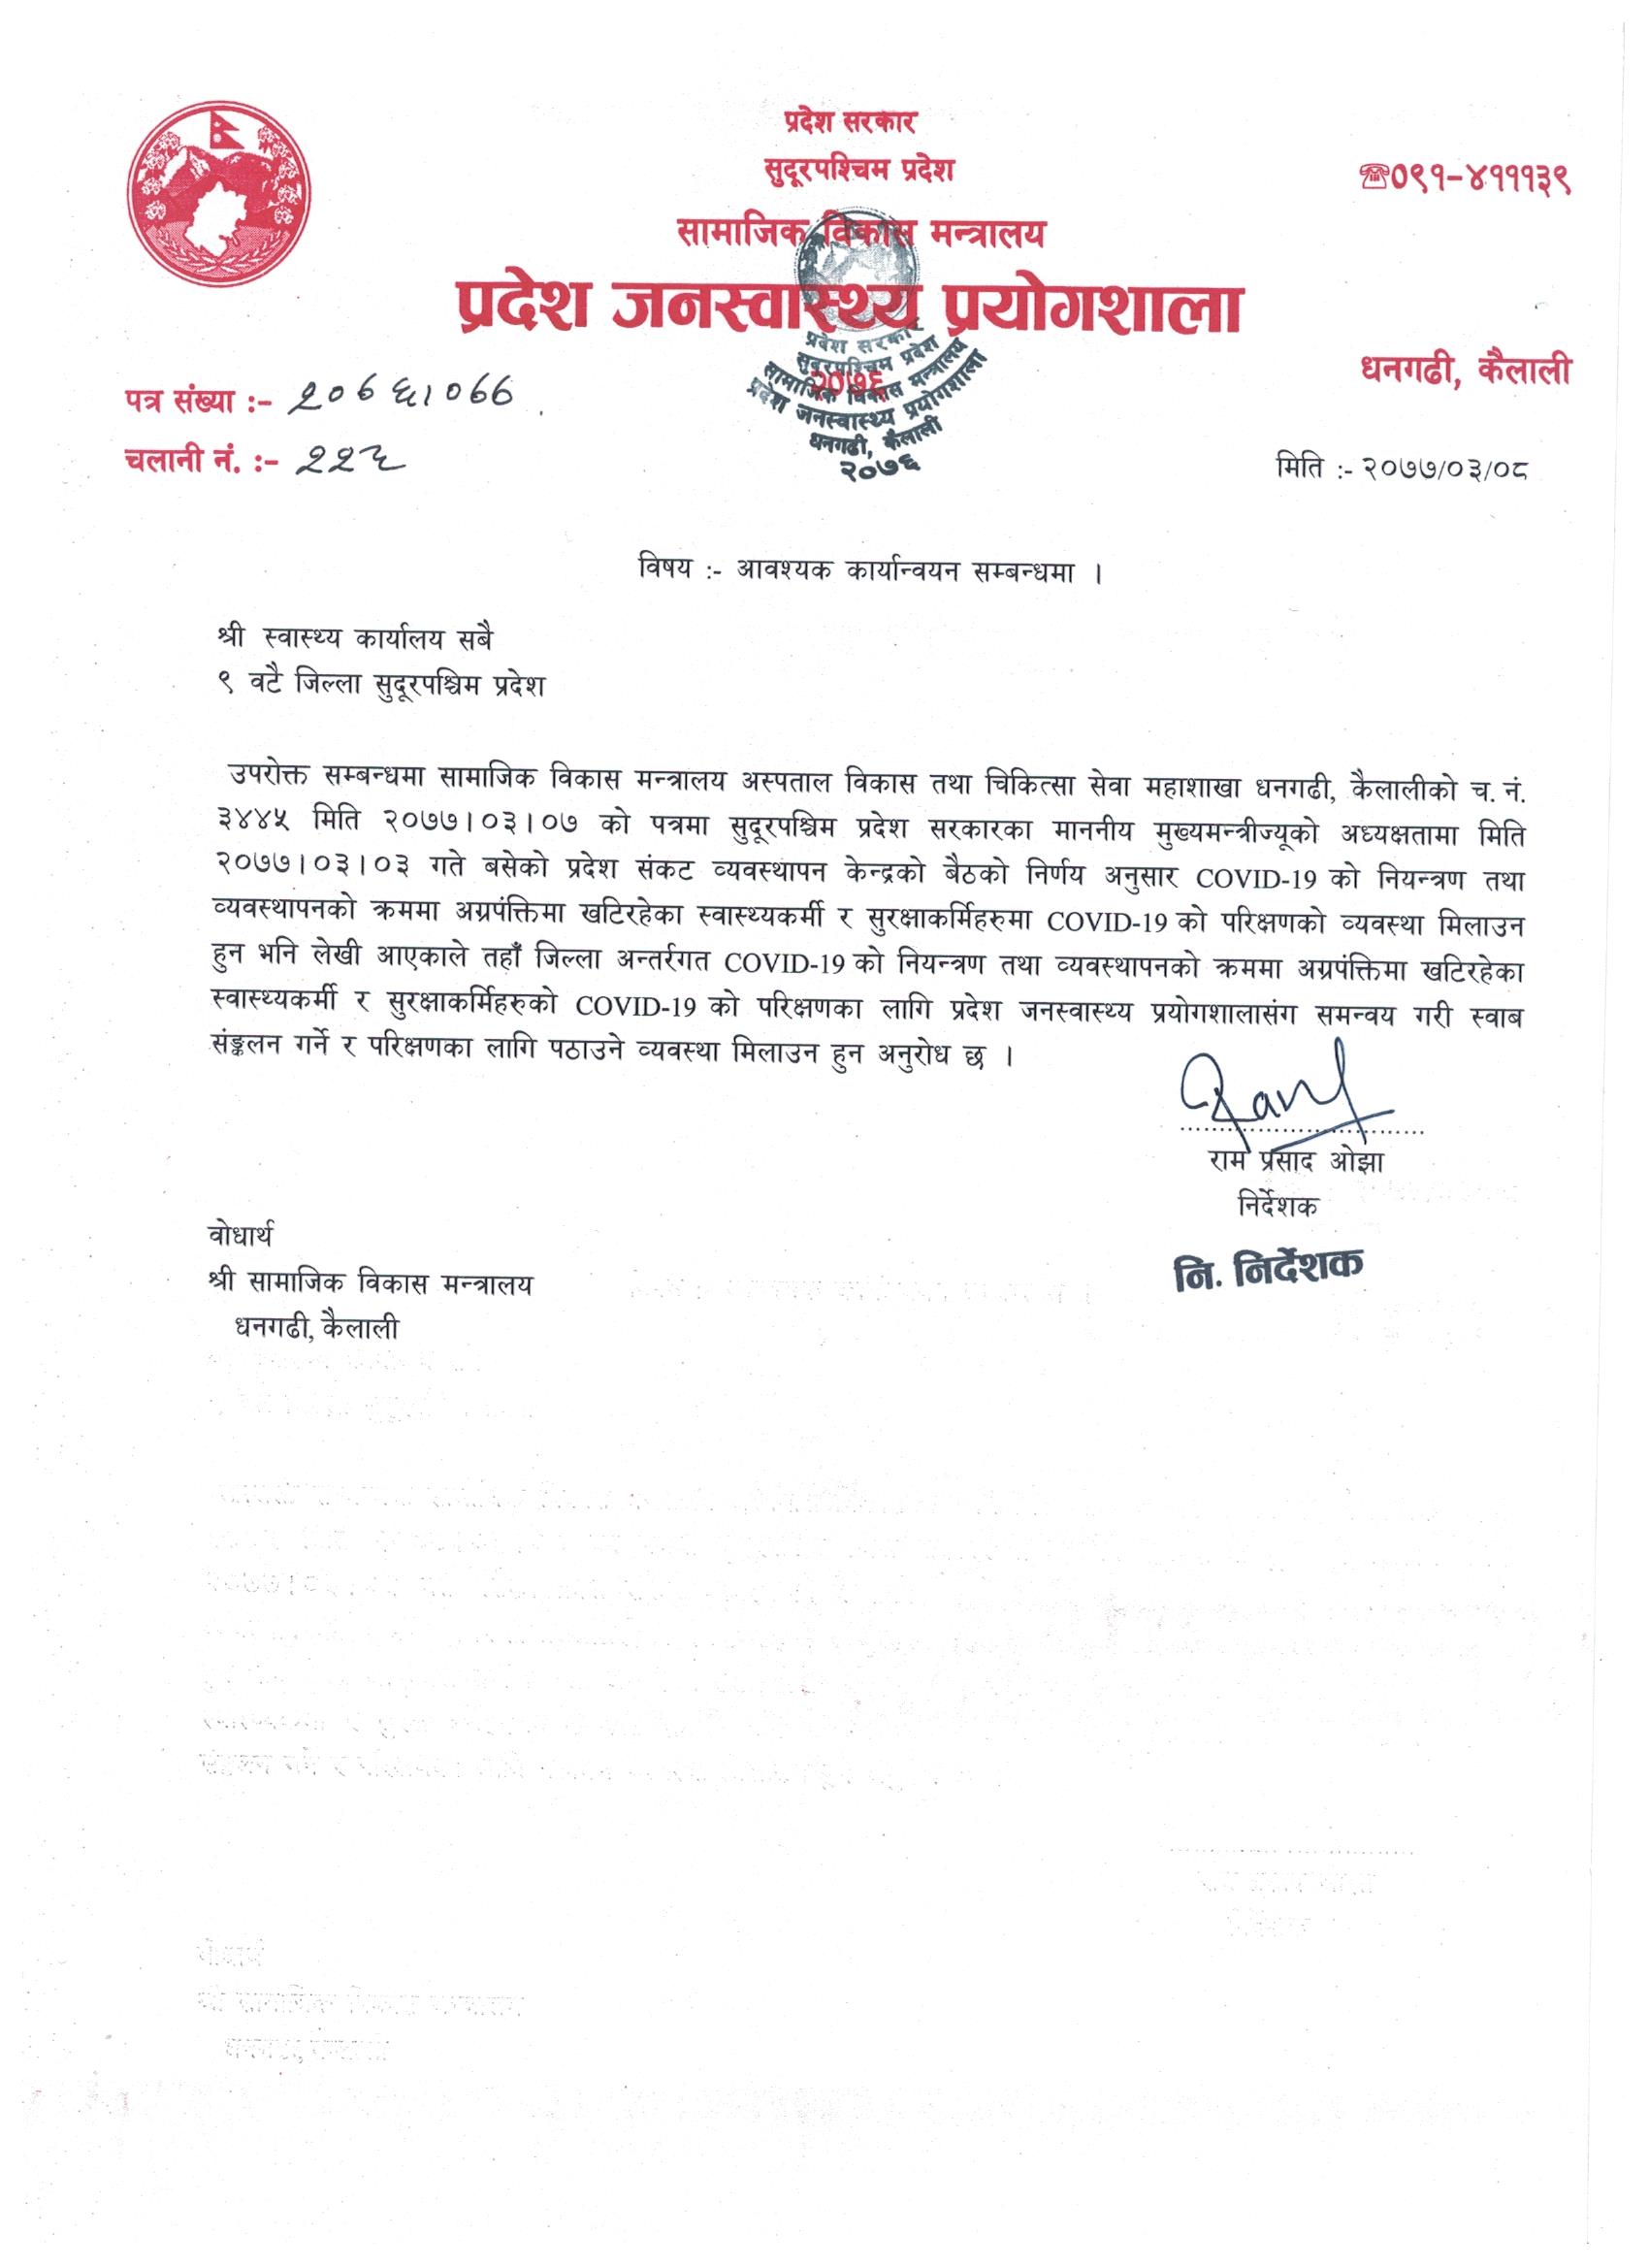 प्रदेश सरकार
सुदूरपश्चिम प्रदेश
☎०९१-४१११३९
सामाजिक विकास मन्त्रालय
प्रदेश जनस्वास्थ्य प्रयोगशाला
प्रदेश सरकार
सुदूरपश्चिम प्रदेश
सामाजिक विकास मन्त्रालय
प्रदेश जनस्वास्थ्य प्रयोगशाला
धनगढी, कैलाली
२०७६
२०७६
धनगढी, कैलाली
पत्र संख्या :- २०७६।०७७
चलानी नं. :- २२५
मिति :- २०७७/०३/०८
विषय :- आवश्यक कार्यान्वयन सम्बन्धमा ।
श्री स्वास्थ्य कार्यालय सबै
९ वटै जिल्ला सुदूरपश्चिम प्रदेश
उपरोक्त सम्बन्धमा सामाजिक विकास मन्त्रालय अस्पताल विकास तथा चिकित्सा सेवा महाशाखा धनगढी, कैलालीको च. नं.
३४४५ मिति २०७७।०३।०७ को पत्रमा सुदूरपश्चिम प्रदेश सरकारका माननीय मुख्यमन्त्रीज्यूको अध्यक्षतामा मिति
२०७७।०३।०३ गते बसेको प्रदेश संकट व्यवस्थापन केन्द्रको बैठको निर्णय अनुसार COVID-19 को नियन्त्रण तथा
व्यवस्थापनको क्रममा अग्रपंक्तिमा खटिरहेका स्वास्थ्यकर्मी र सुरक्षाकर्मिहरुमा COVID-19 को परिक्षणको व्यवस्था मिलाउन
हुन भनि लेखी आएकाले तहाँ जिल्ला अन्तर्रगत COVID-19 को नियन्त्रण तथा व्यवस्थापनको क्रममा अग्रपंक्तिमा खटिरहेका
स्वास्थ्यकर्मी र सुरक्षाकर्मिहरुको COVID-19 को परिक्षणका लागि प्रदेश जनस्वास्थ्य प्रयोगशालासंग समन्वय गरी स्वाब
संङ्कलन गर्ने र परिक्षणका लागि पठाउने व्यवस्था मिलाउन हुन अनुरोध छ ।
राम प्रसाद ओझा
निर्देशक
नि. निर्देशक
वोधार्थ
श्री सामाजिक विकास मन्त्रालय
धनगढी, कैलाली